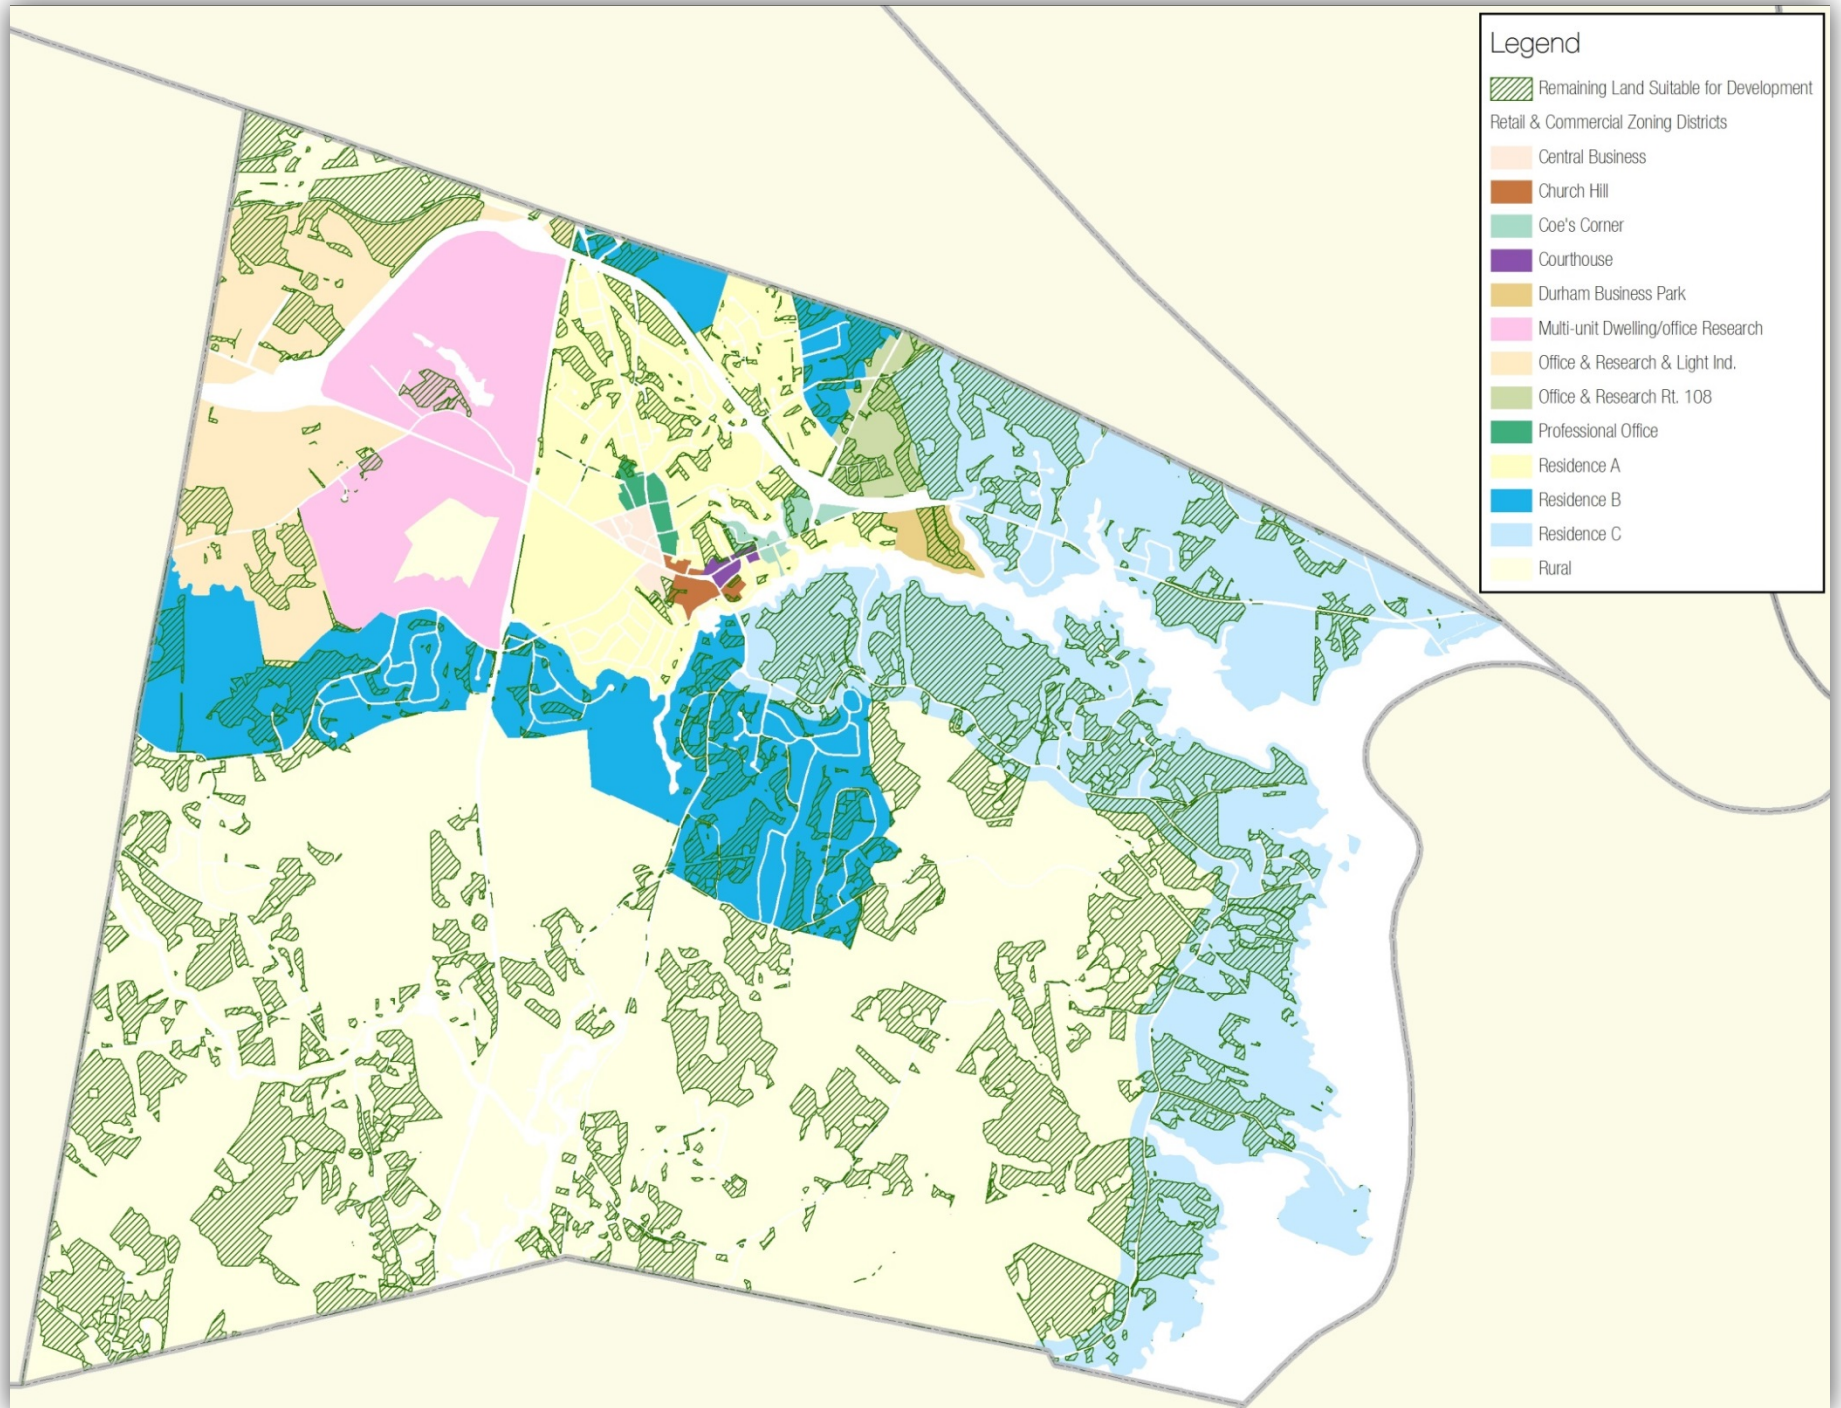 Legend
Remaining Land Suitable for Development
Retail & Commercial Zoning Districts
Central Business
Church Hill
Coe's Corner
Courthouse
Durham Business Park
Multi-unit Dwelling/office Research
Office & Research & Light Ind.
Office & Research Rt. 108
Professional Office
Residence A
Residence B
Residence C
Rural